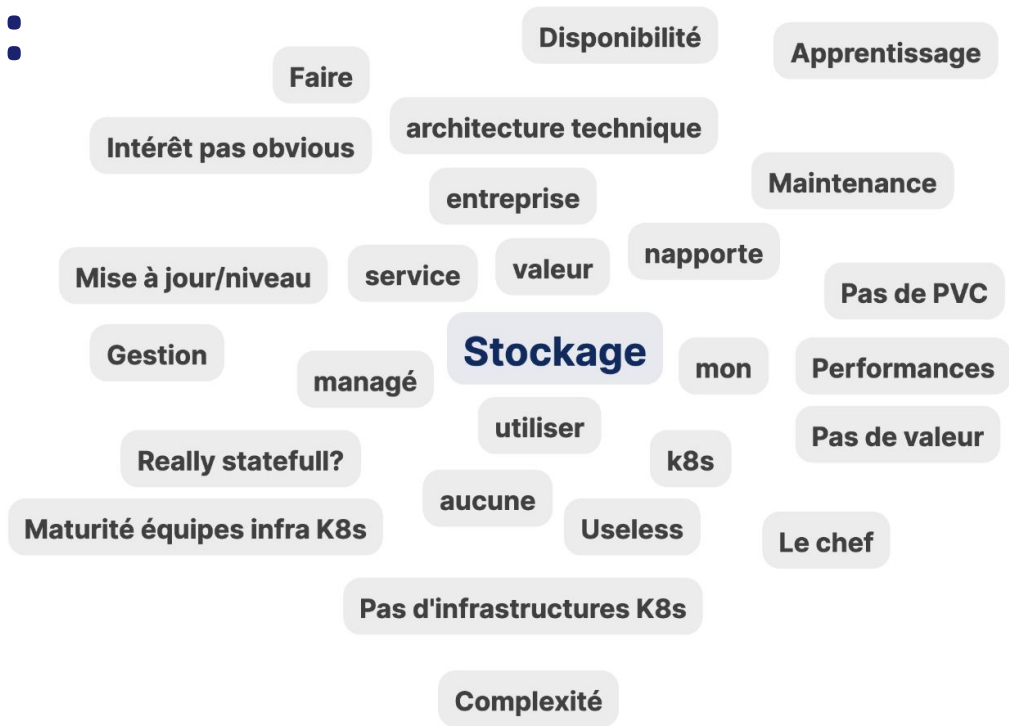 :
Disponibilité
Apprentissage
Faire
architecture technique
Intérêt pas obvious
Maintenance
entreprise
napporte
valeur
service
Mise à jour/niveau
Pas de PVC
Stockage
Gestion
mon
Performances
managé
utiliser
Pas de valeur
Really statefull?
k8s
aucune
Maturité équipes infra K8s
Useless
Le chef
Pas d'infrastructures K8s
Complexité